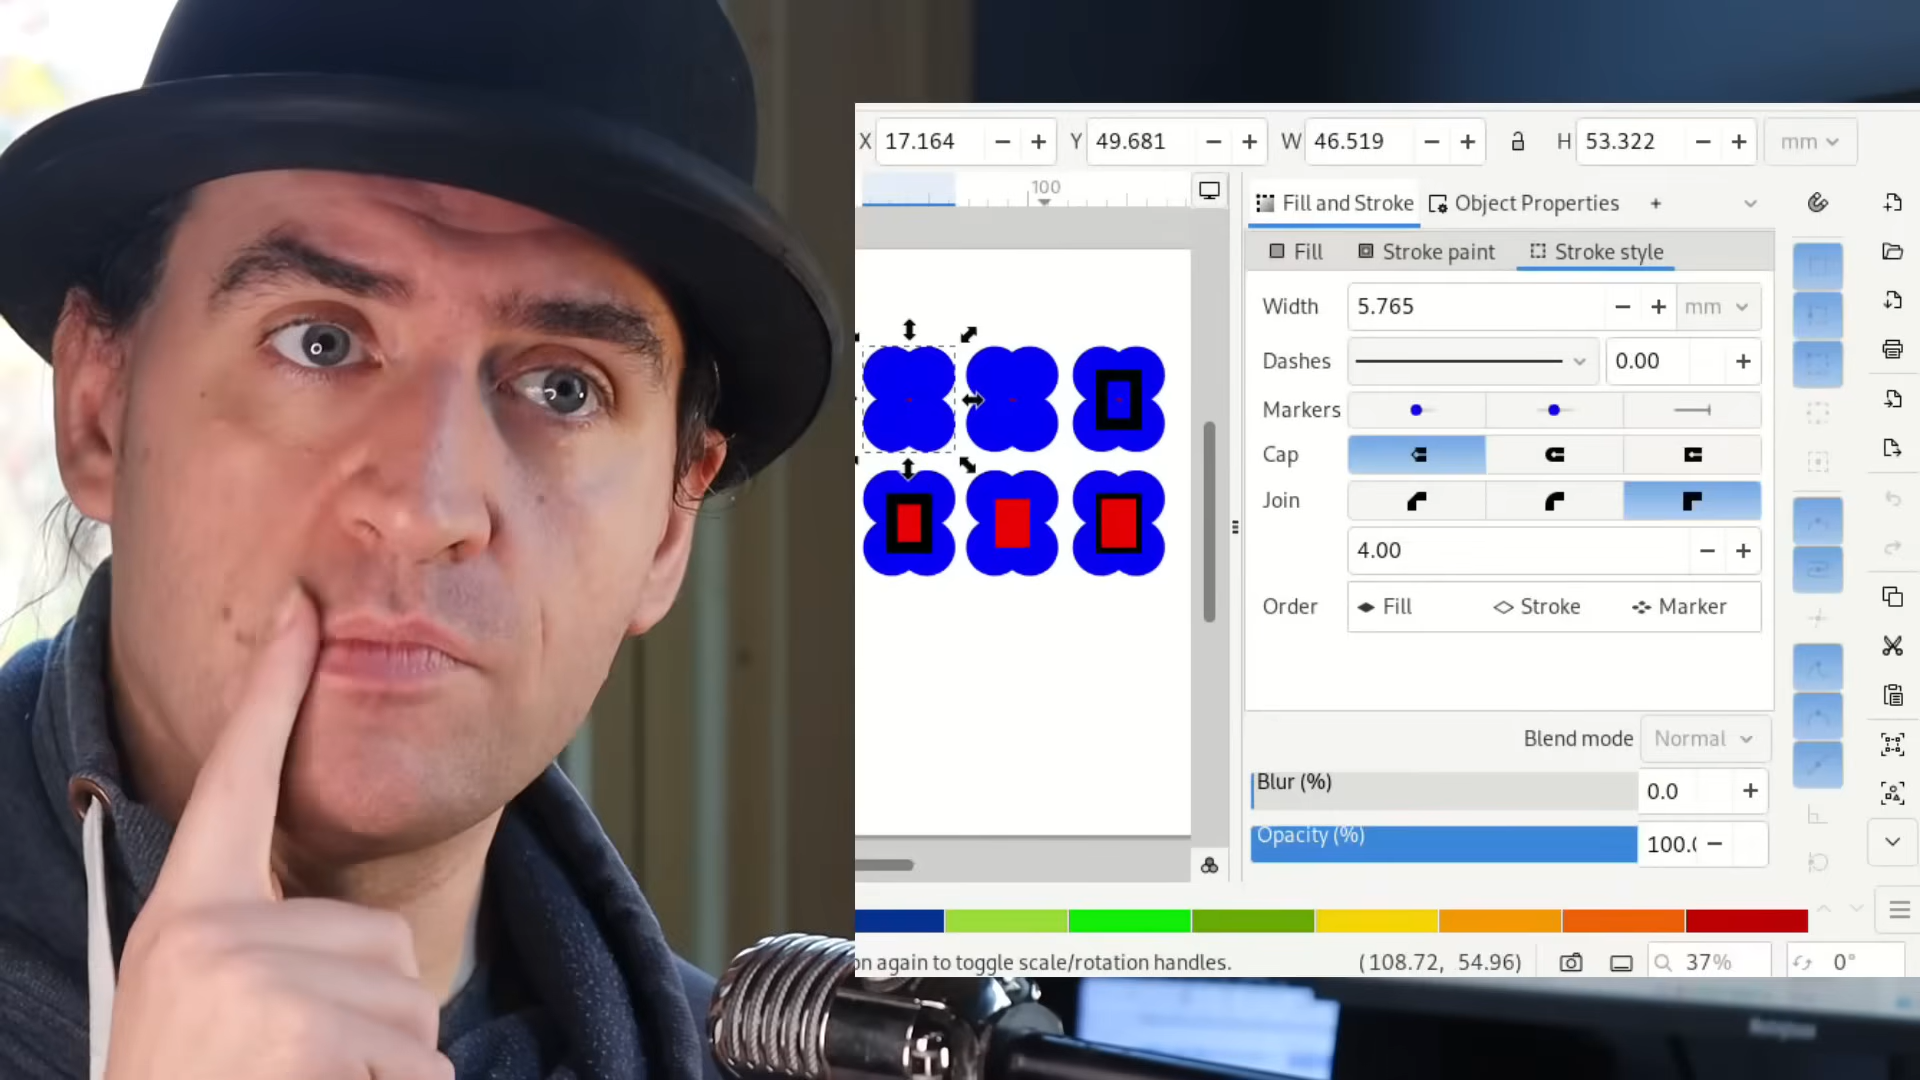 X 17.164 Y 49.681 W 46.519 H 53.322 mm
100
Fill and Stroke Object Properties
Fill Stroke paint Stroke style
Width 5.765 mm
Dashes 0.00
Markers
Cap
Join
4.00
Order Fill Stroke Marker
Blend mode Normal
Blur (%) 0.0
Opacity (%) 100.0
on again to toggle scale/rotation handles. (108.72, 54.96) 37% 0°